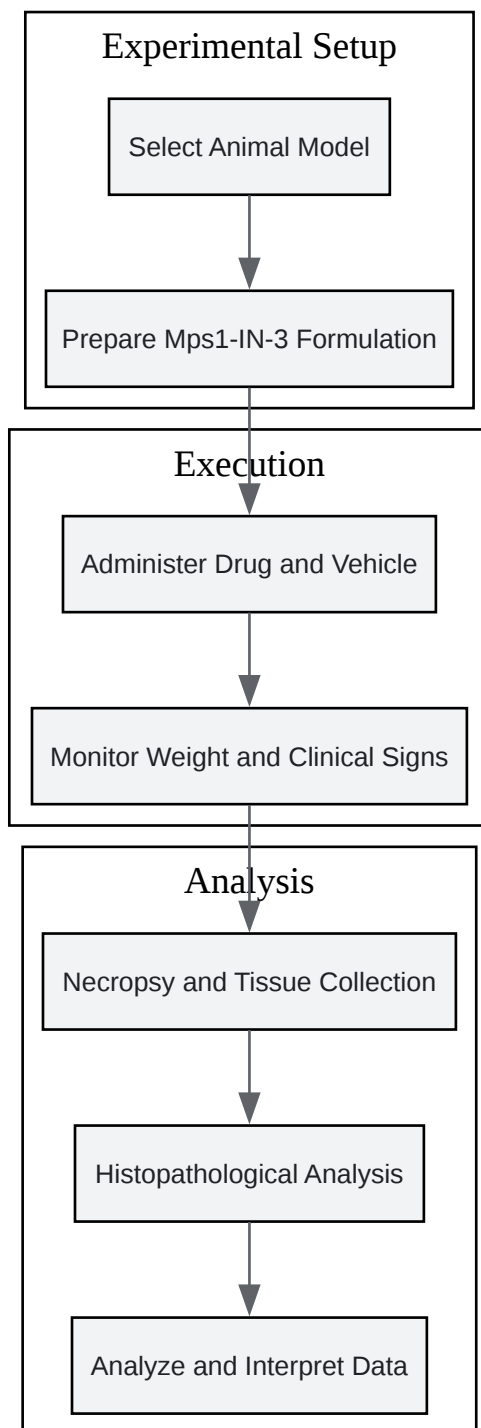 Experimental Setup
Select Animal Model
Prepare Mps1-IN-3 Formulation
Execution
Administer Drug and Vehicle
Monitor Weight and Clinical Signs
Analysis
Necropsy and Tissue Collection
Histopathological Analysis
Analyze and Interpret Data